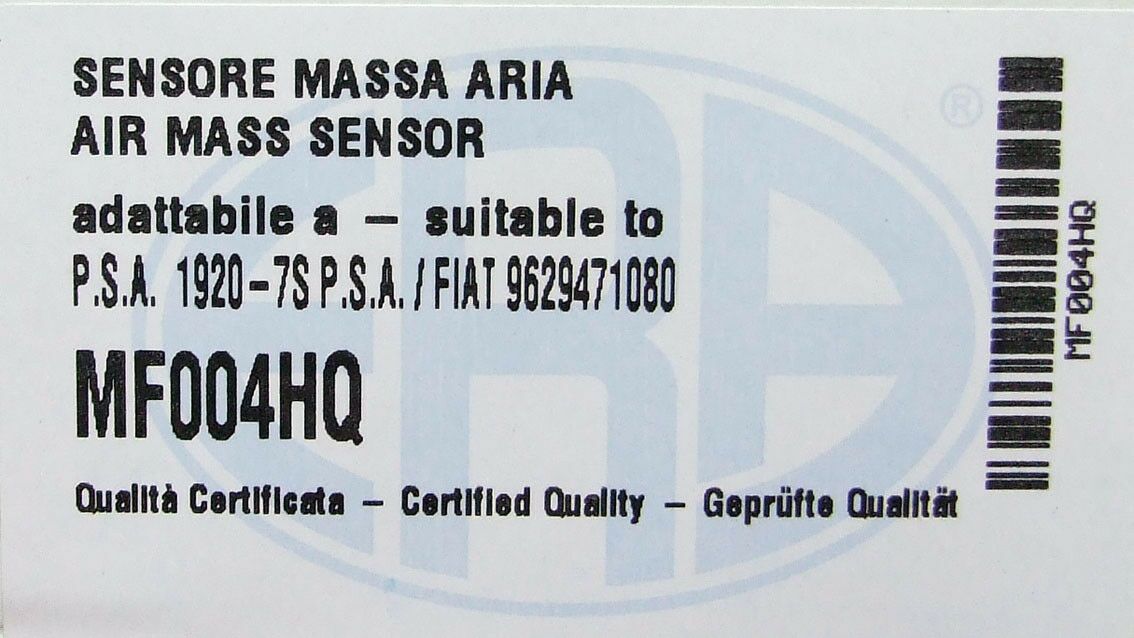 SENSORE MASSA ARIA
AIR MASS SENSOR
adattabile a – suitable to
P.S.A. 1920-7S P.S.A. / FIAT 9629471080
MF004HQ
Qualità Certificata – Certified Quality – Geprüfte Qualität
MF004HQ
ERA ®